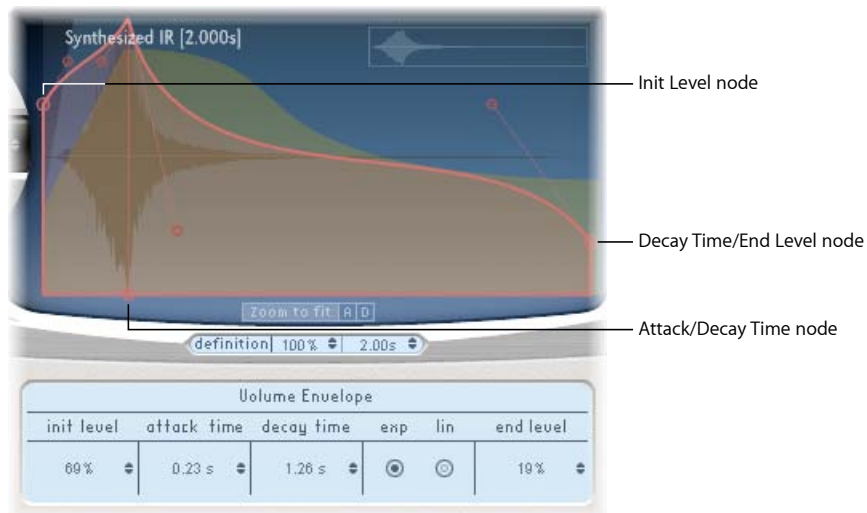 Synthesized IR [2.000s]
Init Level node
Decay Time/End Level node
Zoom to fit A D
Attack/Decay Time node
definition 100% 2.00s
Volume Envelope
init level attack time decay time exp lin end level
69% 0.23 s 1.26 s 19%